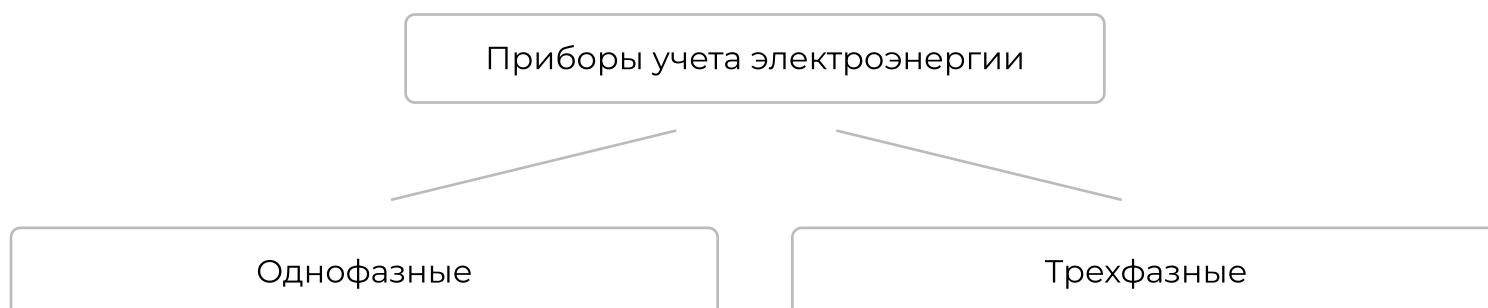 Приборы учета электроэнергии
Однофазные
Трехфазные